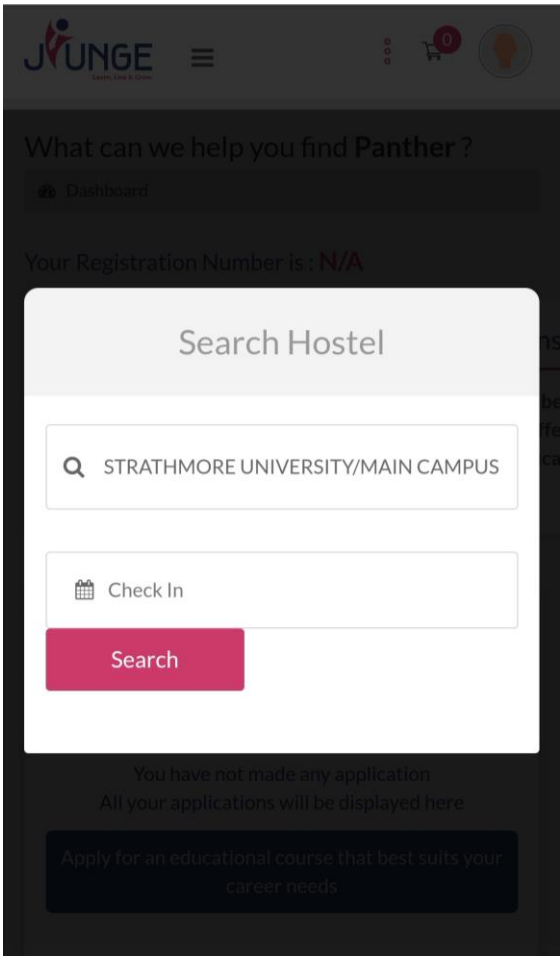 JIUNGE
Learn, Link & Grow
0
What can we help you find Panther ?
Dashboard
Your Registration Number is : N/A
Search Hostel
STRATHMORE UNIVERSITY/MAIN CAMPUS
Check In
Search
You have not made any application
All your applications will be displayed here
Apply for an educational course that best suits your
career needs